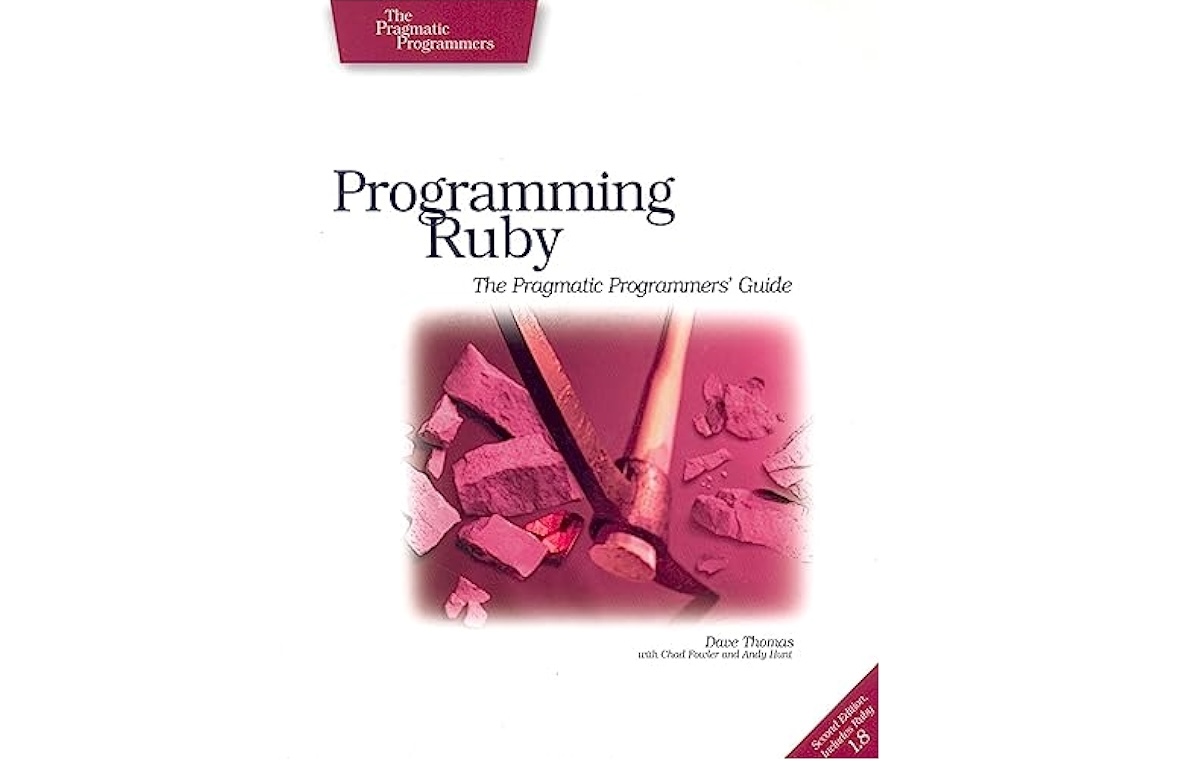 The
Pragmatic
Programmers
Programming
Ruby
The Pragmatic Programmers' Guide
Dave Thomas
with Chad Fowler and Andy Hunt
Second Edition,
Includes Ruby
1.8